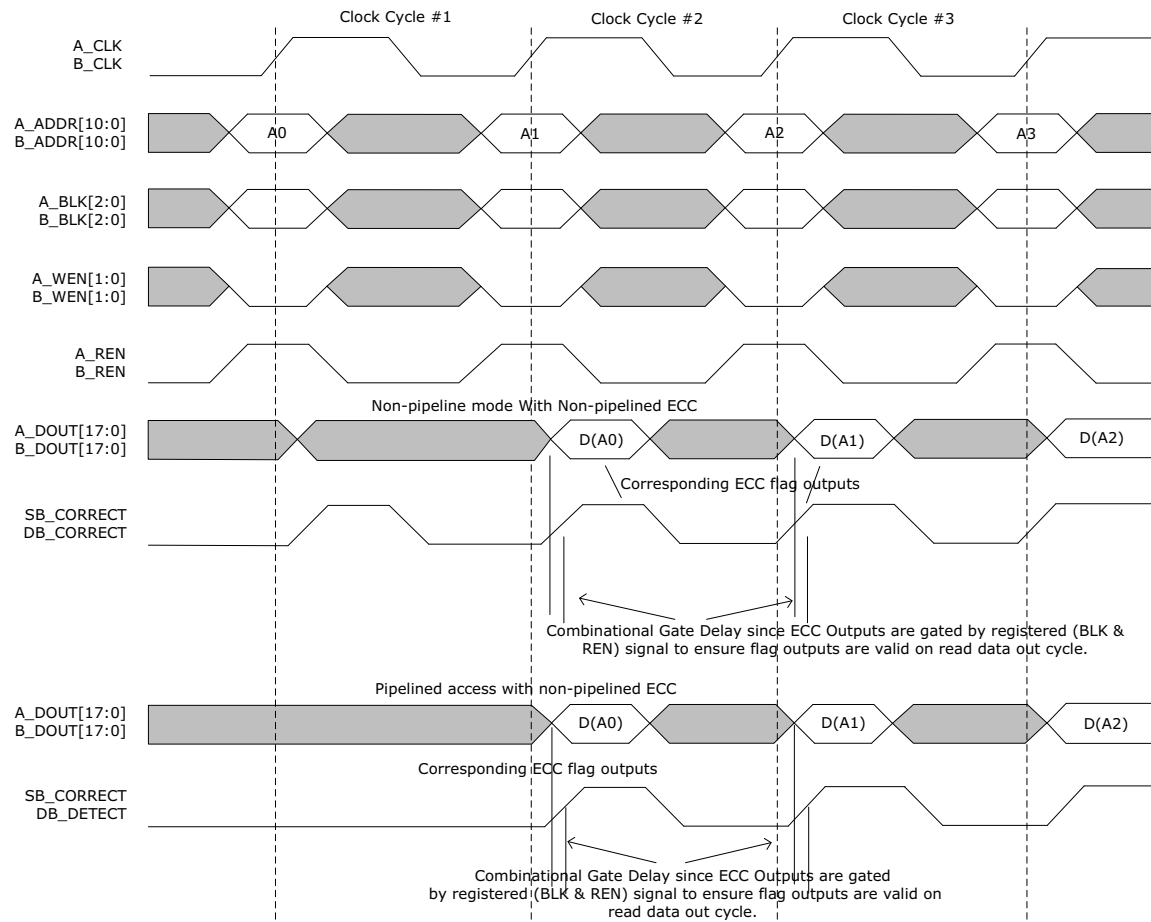 Clock Cycle #1
Clock Cycle #2
Clock Cycle #3
A_CLK
B_CLK
A_ADDR[10:0]
B_ADDR[10:0]
A0
A1
A2
A3
A_BLK[2:0]
B_BLK[2:0]
A_WEN[1:0]
B_WEN[1:0]
A_REN
B_REN
Non-pipeline mode With Non-pipelined ECC
A_DOUT[17:0]
B_DOUT[17:0]
D(A0)
D(A1)
D(A2)
Corresponding ECC flag outputs
SB_CORRECT
DB_CORRECT
Combinational Gate Delay since ECC Outputs are gated by registered (BLK &
REN) signal to ensure flag outputs are valid on read data out cycle.
Pipelined access with non-pipelined ECC
A_DOUT[17:0]
B_DOUT[17:0]
D(A0)
D(A1)
D(A2)
Corresponding ECC flag outputs
SB_CORRECT
DB_DETECT
Combinational Gate Delay since ECC Outputs are gated
by registered (BLK & REN) signal to ensure flag outputs are valid on
read data out cycle.